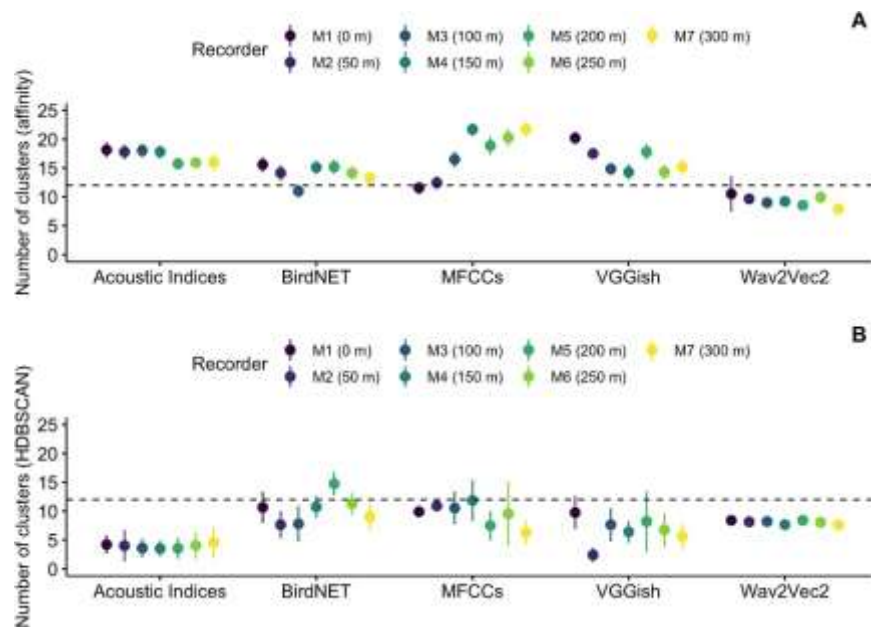 A
Recorder
M1 (0 m) M3 (100 m) M5 (200 m) M7 (300 m)
M2 (50 m) M4 (150 m) M6 (250 m)
Number of clusters (affinity)
25
20
15
10
5
0
Acoustic Indices BirdNET MFCCs VGGish Wav2Vec2
B
Recorder
M1 (0 m) M3 (100 m) M5 (200 m) M7 (300 m)
M2 (50 m) M4 (150 m) M6 (250 m)
Number of clusters (HDBSCAN)
25
20
15
10
5
0
Acoustic Indices BirdNET MFCCs VGGish Wav2Vec2